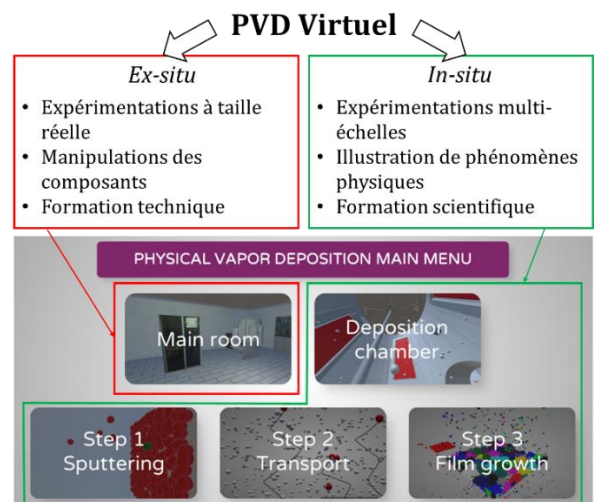 PVD Virtuel
Ex-situ
• Expérimentations à taille
réelle
• Manipulations des
composants
• Formation technique
In-situ
• Expérimentations multi-
échelles
• Illustration de phénomènes
physiques
• Formation scientifique
PHYSICAL VAPOR DEPOSITION MAIN MENU
Main room
Deposition
chamber
Step 1
Sputtering
Step 2
Transport
Step 3
Film growth